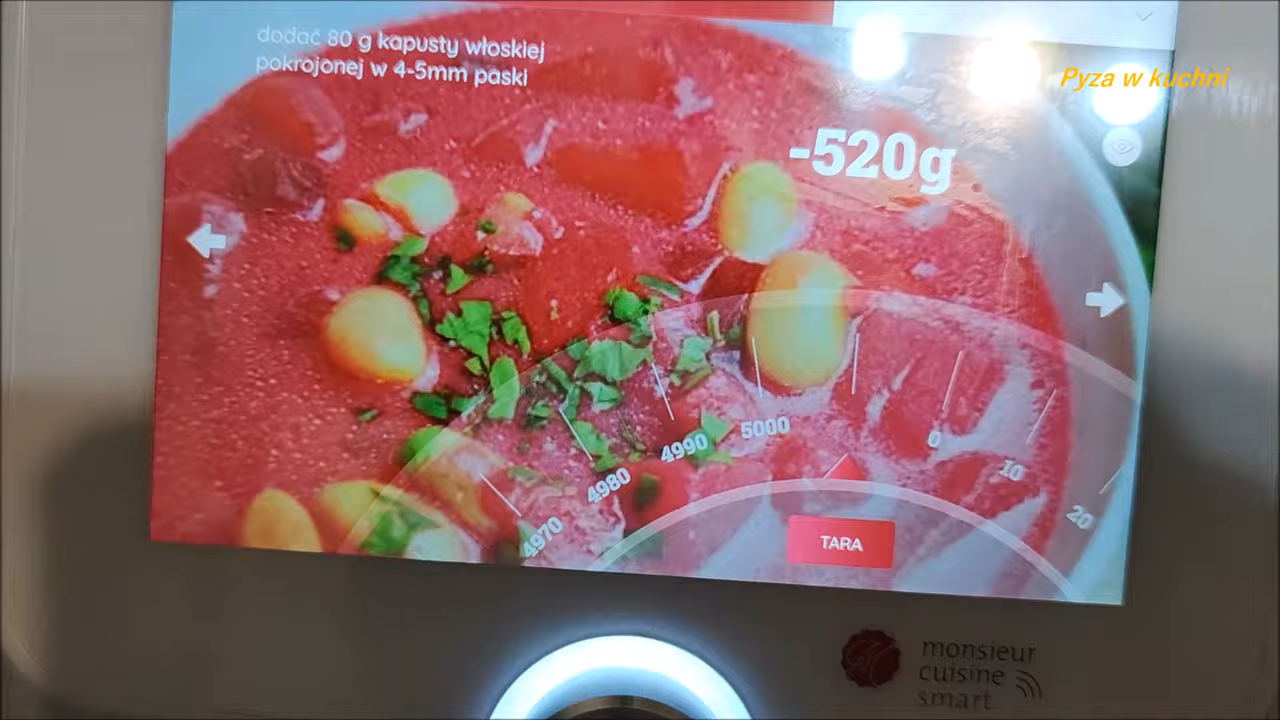 dodać 80 g kapusty włoskiej
pokrojonej w 4-5mm paski
Pyza w kuchni
-520g
4970
4980
4990
5000
0
10
20
TARA
monsieur
cuisine
smart